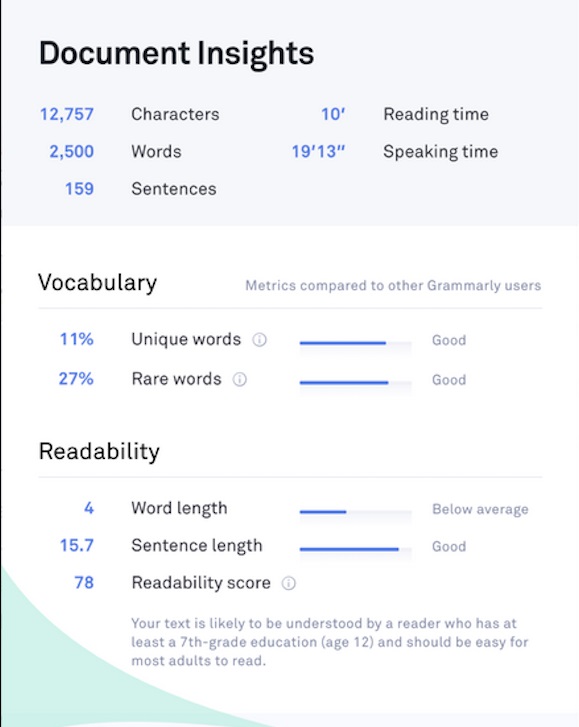 Document Insights
12,757 Characters 10′ Reading time
2,500 Words 19′13″ Speaking time
159 Sentences
Vocabulary Metrics compared to other Grammarly users
11% Unique words Good
27% Rare words Good
Readability
4 Word length Below average
15.7 Sentence length Good
78 Readability score
Your text is likely to be understood by a reader who has at
least a 7th-grade education (age 12) and should be easy for
most adults to read.